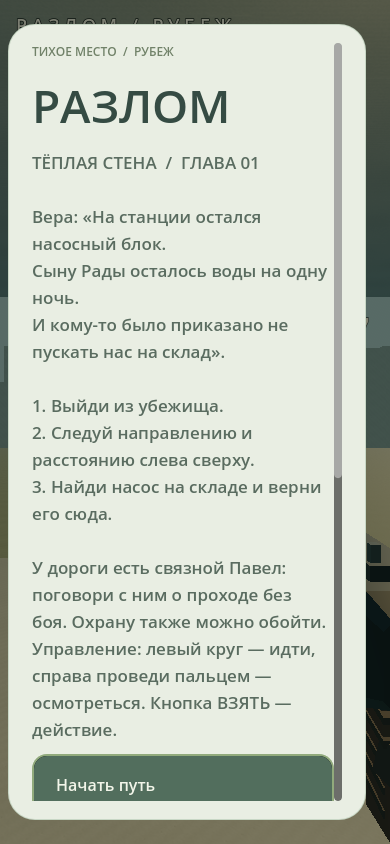 РАЗЛОМ / РУБЕЖ
ТИХОЕ МЕСТО / РУБЕЖ
РАЗЛОМ
ТЁПЛАЯ СТЕНА / ГЛАВА 01
Вера: «На станции остался
насосный блок.
Сыну Рады осталось воды на одну
ночь.
И кому-то было приказано не
пускать нас на склад».
1. Выйди из убежища.
2. Следуй направлению и
расстоянию слева сверху.
3. Найди насос на складе и верни
его сюда.
У дороги есть связной Павел:
поговори с ним о проходе без
боя. Охрану также можно обойти.
Управление: левый круг — идти,
справа проведи пальцем —
осмотреться. Кнопка ВЗЯТЬ —
действие.
Начать путь